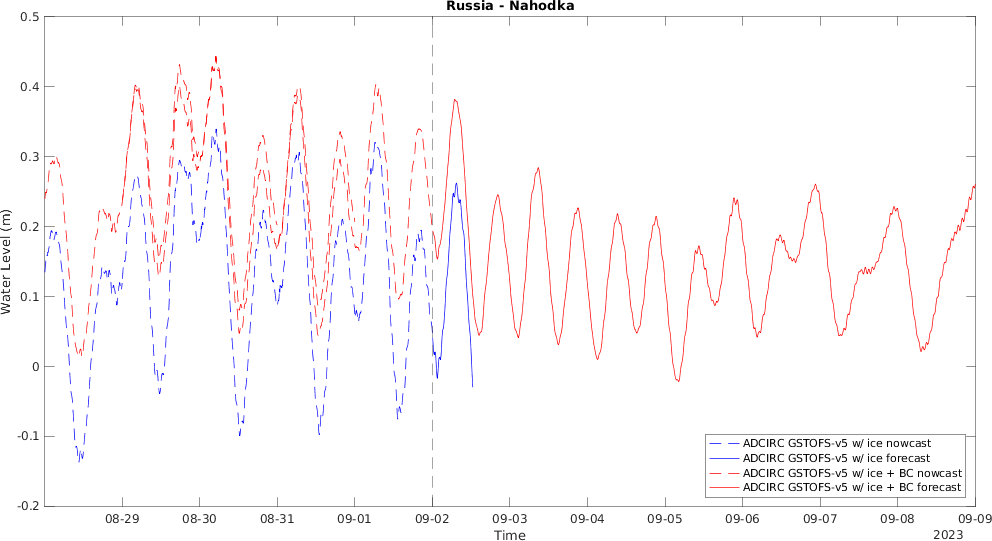 Russia - Nahodka
Water Level (m)
0.5
0.4
0.3
0.2
0.1
0
-0.1
-0.2
ADCIRC GSTOFS-v5 w/ ice nowcast
ADCIRC GSTOFS-v5 w/ ice forecast
ADCIRC GSTOFS-v5 w/ ice + BC nowcast
ADCIRC GSTOFS-v5 w/ ice + BC forecast
08-29 08-30 08-31 09-01 09-02 09-03 09-04 09-05 09-06 09-07 09-08 09-09
Time
2023